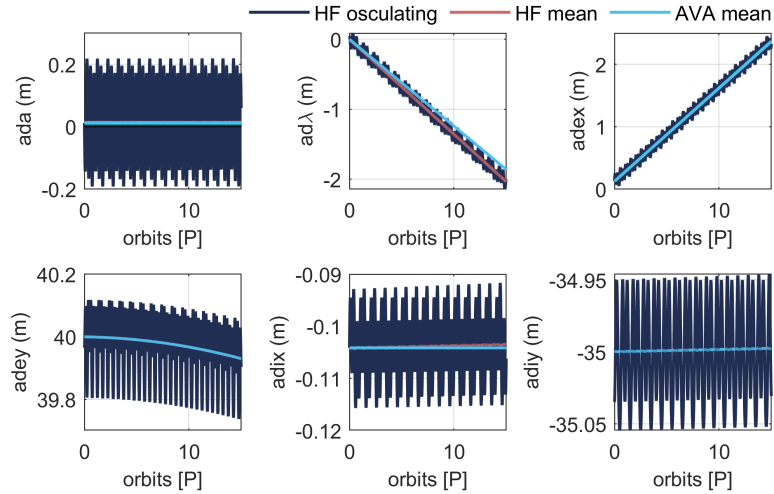 HF osculating HF mean AVA mean
0.2
0
-0.2
ada (m)
0 10
orbits [P]
0
-1
-2
adλ (m)
0 10
orbits [P]
2
1
0
adex (m)
0 10
orbits [P]
40.2
40
39.8
adey (m)
0 10
orbits [P]
-0.09
-0.1
-0.11
-0.12
adix (m)
0 10
orbits [P]
-34.95
-35
-35.05
adiy (m)
0 10
orbits [P]